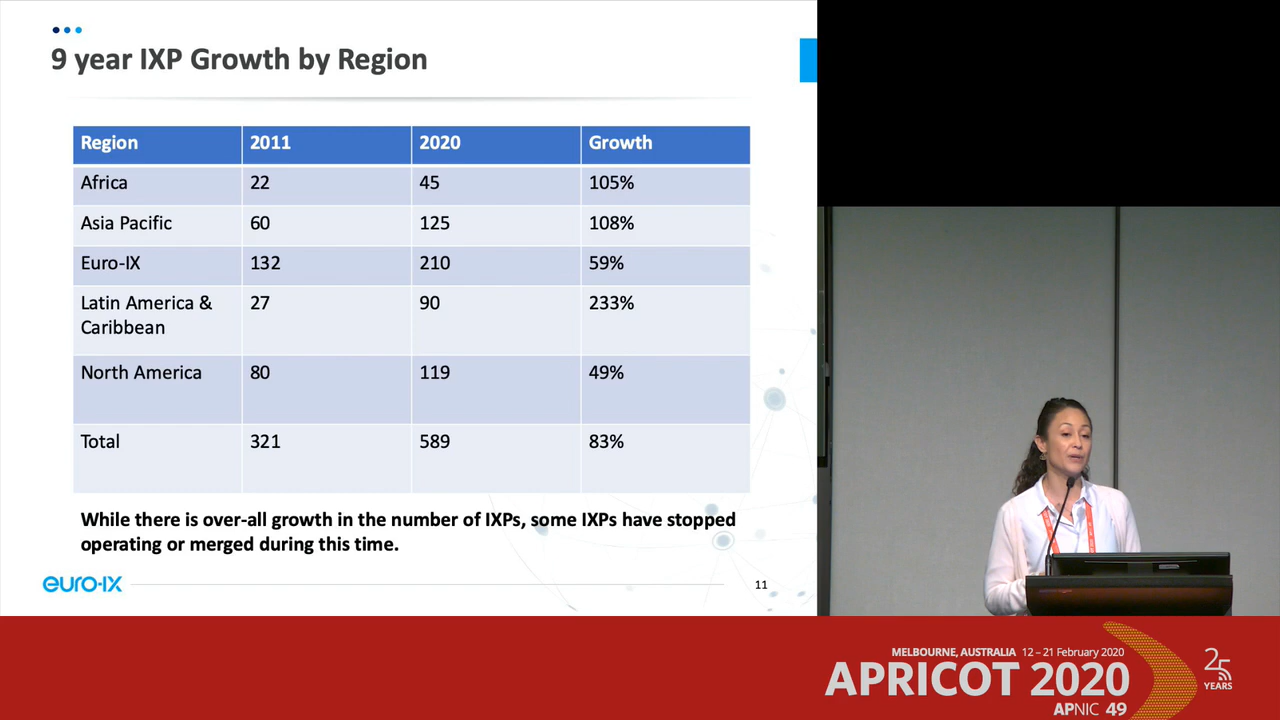 9 year IXP Growth by Region
Region 2011 2020 Growth
Africa 22 45 105%
Asia Pacific 60 125 108%
Euro-IX 132 210 59%
Latin America & 27 90 233%
Caribbean
North America 80 119 49%
Total 321 589 83%
While there is over-all growth in the number of IXPs, some IXPs have stopped
operating or merged during this time.
euro-ix
11
MELBOURNE, AUSTRALIA 12 – 21 February 2020
APRICOT 2020
APNIC 49
25
YEARS